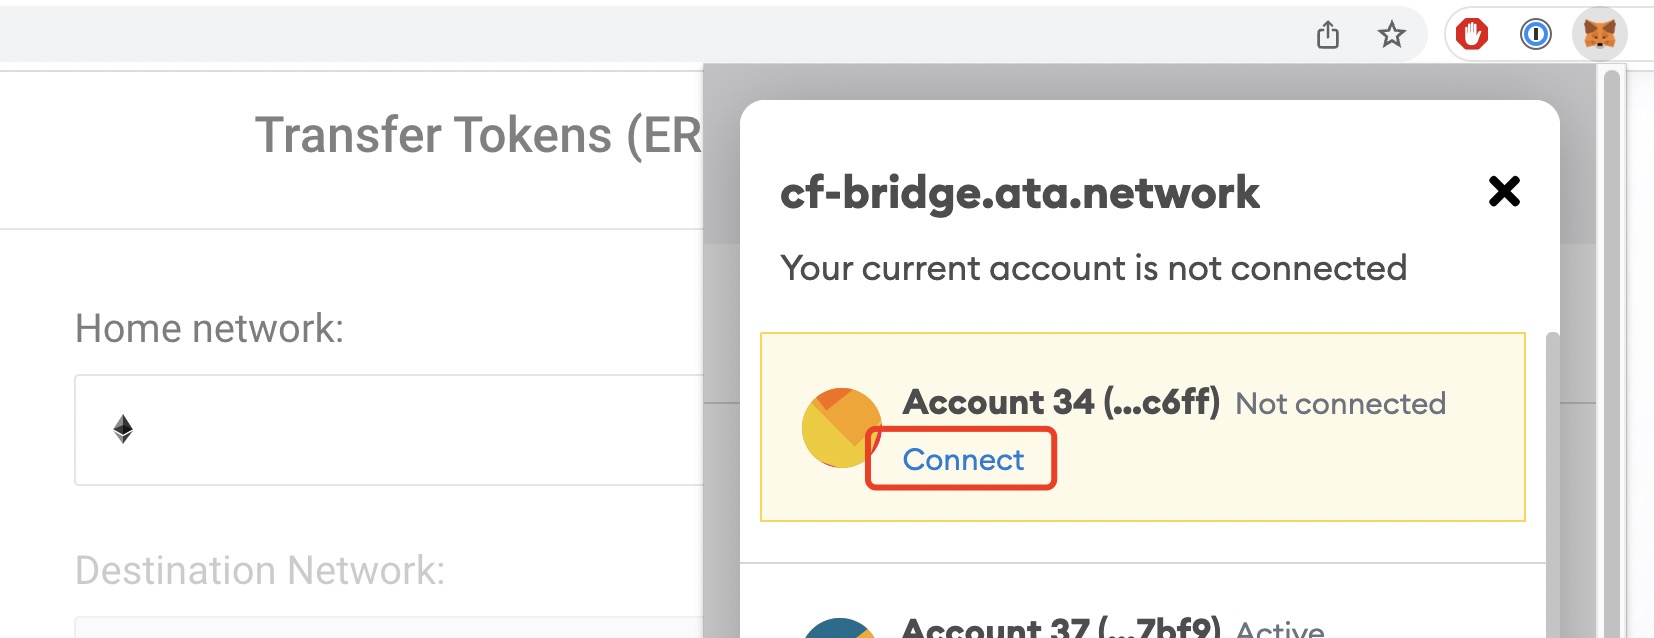 Transfer Tokens (ER
Home network:
Destination Network:
cf-bridge.ata.network
Your current account is not connected
Account 34 (...c6ff) Not connected
Connect
Account 37 (...7bf9) Active